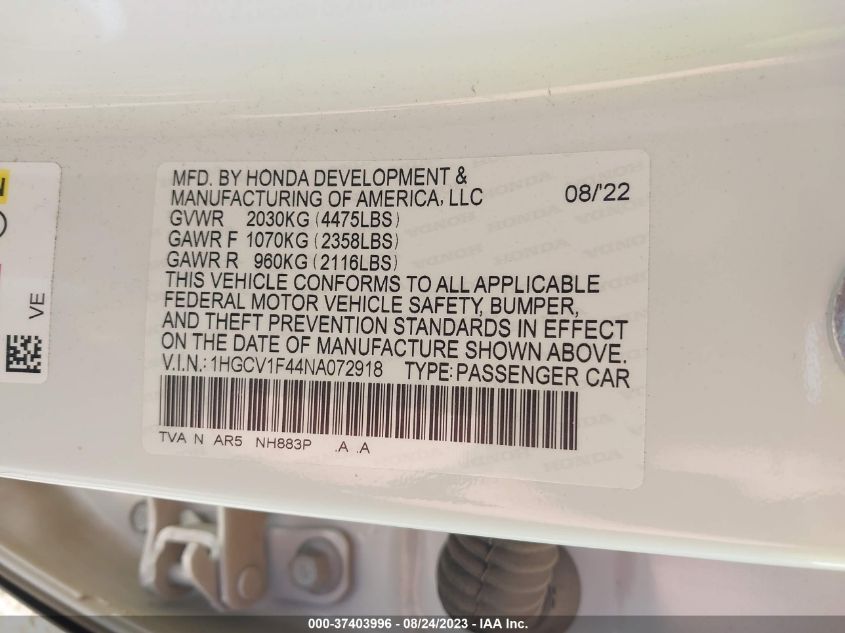 MFD. BY HONDA DEVELOPMENT &
MANUFACTURING OF AMERICA, LLC 08/'22
GVWR 2030KG (4475LBS)
GAWR F 1070KG (2358LBS)
GAWR R 960KG (2116LBS)
THIS VEHICLE CONFORMS TO ALL APPLICABLE
FEDERAL MOTOR VEHICLE SAFETY, BUMPER,
AND THEFT PREVENTION STANDARDS IN EFFECT
ON THE DATE OF MANUFACTURE SHOWN ABOVE.
V.I.N.: 1HGCV1F44NA072918 TYPE: PASSENGER CAR
TVA N AR5 NH883P .A .A
VE
000-37403996 - 08/24/2023 - IAA Inc.